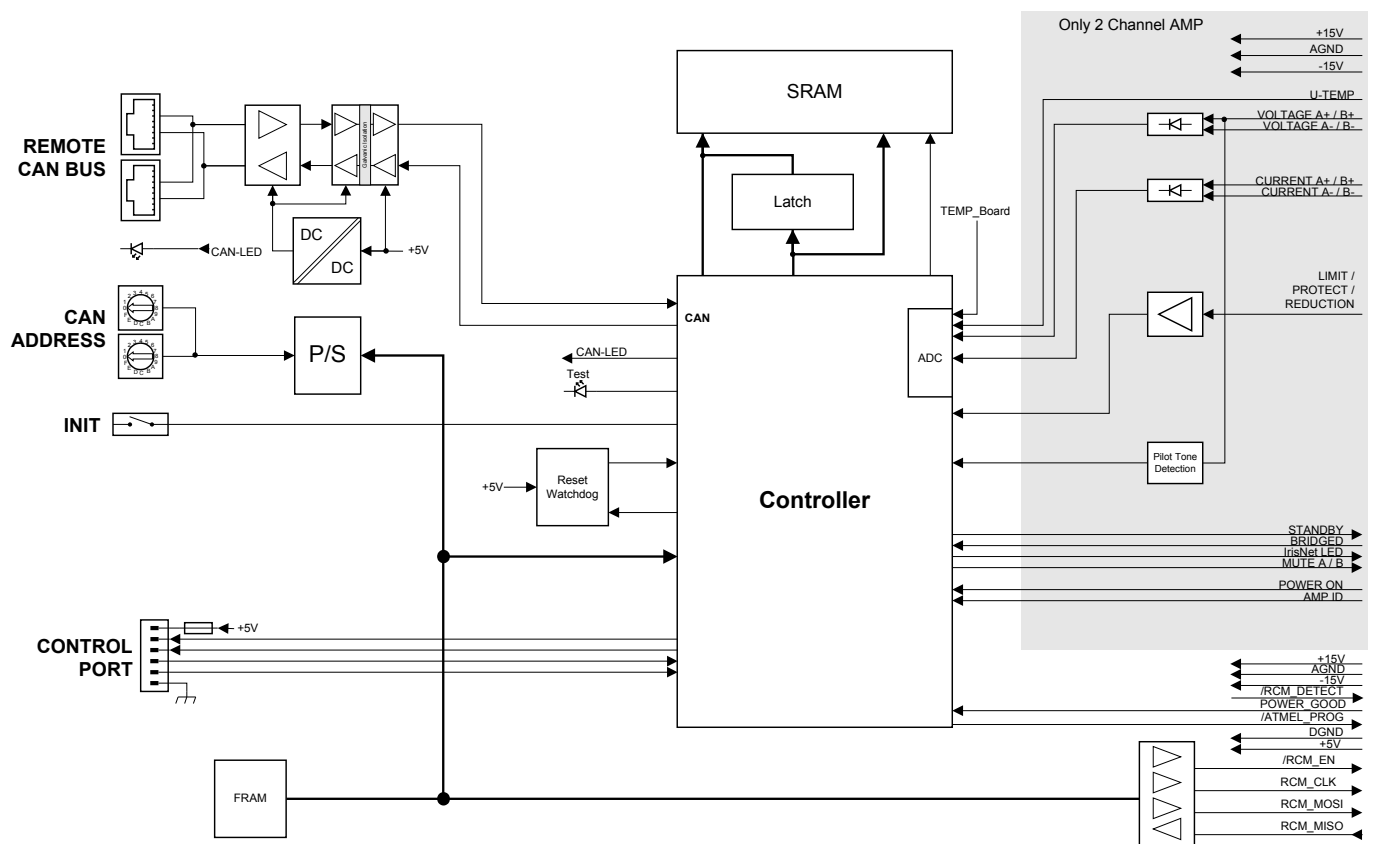 Only 2 Channel AMP
+15V
AGND
-15V
SRAM
U-TEMP
VOLTAGE A+ / B+
VOLTAGE A- / B-
REMOTE
CAN BUS
Galvanic Isolation
CURRENT A+ / B+
CURRENT A- / B-
Latch
TEMP_Board
DC
DC
+5V
CAN-LED
LIMIT /
PROTECT /
REDUCTION
CAN
ADDRESS
CAN
P/S
ADC
CAN-LED
Test
INIT
Pilot Tone
Detection
Reset
Watchdog
+5V
Controller
STANDBY
BRIDGED
IrisNet LED
MUTE A / B
POWER ON
AMP ID
CONTROL
PORT
+5V
+15V
AGND
-15V
/RCM_DETECT
POWER_GOOD
/ATMEL_PROG
DGND
+5V
/RCM_EN
RCM_CLK
RCM_MOSI
RCM_MISO
FRAM